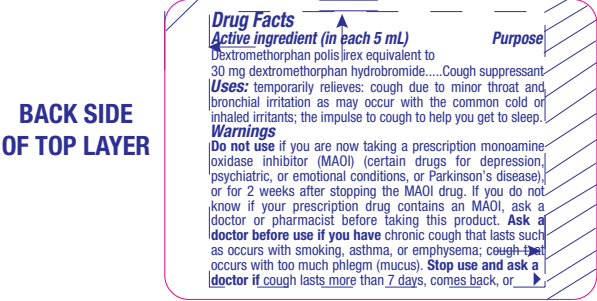 BACK SIDE
OF TOP LAYER
Drug Facts
Active ingredient (in each 5 mL) Purpose
Dextromethorphan polis irex equivalent to
30 mg dextromethorphan hydrobromide.....Cough suppressant
Uses: temporarily relieves: cough due to minor throat and
bronchial irritation as may occur with the common cold or
inhaled irritants; the impulse to cough to help you get to sleep.
Warnings
Do not use if you are now taking a prescription monoamine
oxidase inhibitor (MAOI) (certain drugs for depression,
psychiatric, or emotional conditions, or Parkinson's disease),
or for 2 weeks after stopping the MAOI drug. If you do not
know if your prescription drug contains an MAOI, ask a
doctor or pharmacist before taking this product. Ask a
doctor before use if you have chronic cough that lasts such
as occurs with smoking, asthma, or emphysema; cough that
occurs with too much phlegm (mucus). Stop use and ask a
doctor if cough lasts more than 7 days, comes back, or